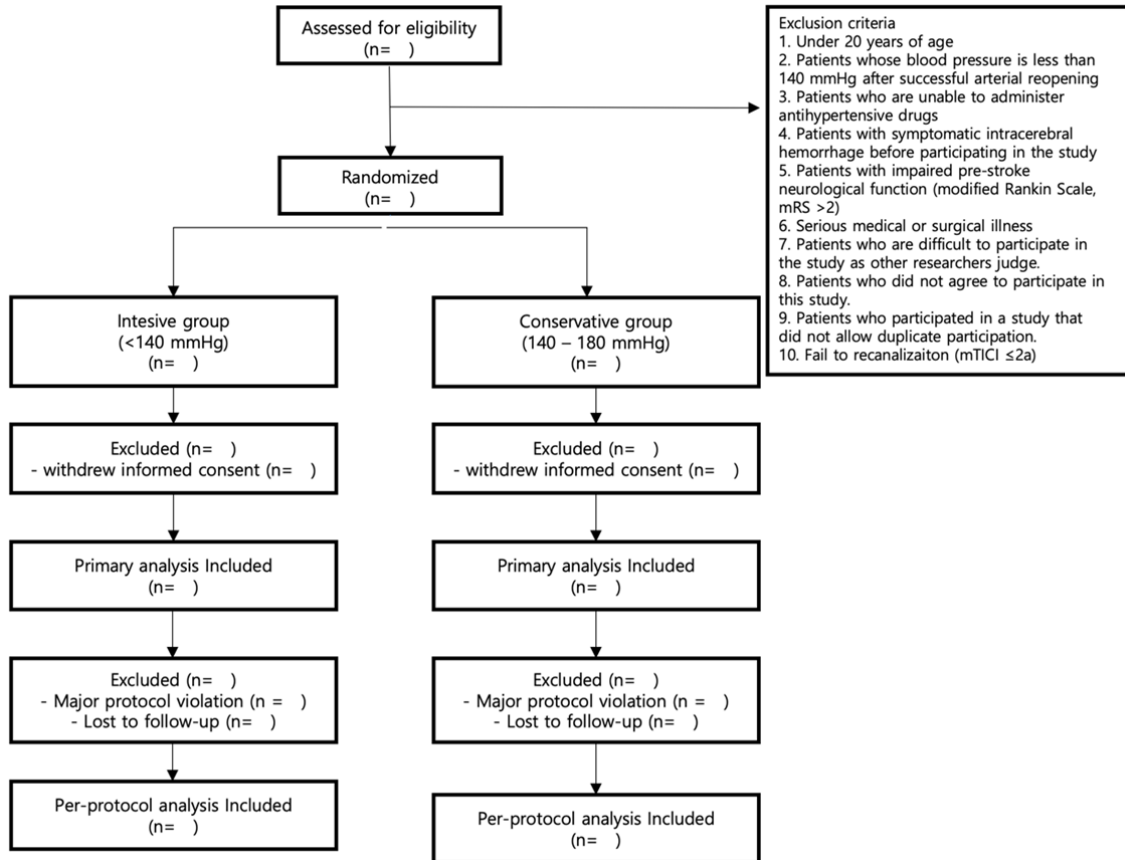 Assessed for eligibility
(n=   )
Exclusion criteria
1. Under 20 years of age
2. Patients whose blood pressure is less than
140 mmHg after successful arterial reopening
3. Patients who are unable to administer
antihypertensive drugs
4. Patients with symptomatic intracerebral
hemorrhage before participating in the study
5. Patients with impaired pre-stroke
neurological function (modified Rankin Scale,
mRS >2)
6. Serious medical or surgical illness
7. Patients who are difficult to participate in
the study as other researchers judge.
8. Patients who did not agree to participate in
this study.
9. Patients who participated in a study that
did not allow duplicate participation.
10. Fail to recanalizaiton (mTICI ≤2a)
Randomized
(n=   )
Intesive group
(<140 mmHg)
(n=   )
Conservative group
(140 – 180 mmHg)
(n=   )
Excluded (n=   )
- withdrew informed consent (n=   )
Excluded (n=   )
- withdrew informed consent (n=   )
Primary analysis Included
(n=   )
Primary analysis Included
(n=   )
Excluded (n=   )
- Major protocol violation (n =   )
- Lost to follow-up (n=   )
Excluded (n=   )
- Major protocol violation (n =   )
- Lost to follow-up (n=   )
Per-protocol analysis Included
(n=   )
Per-protocol analysis Included
(n=   )